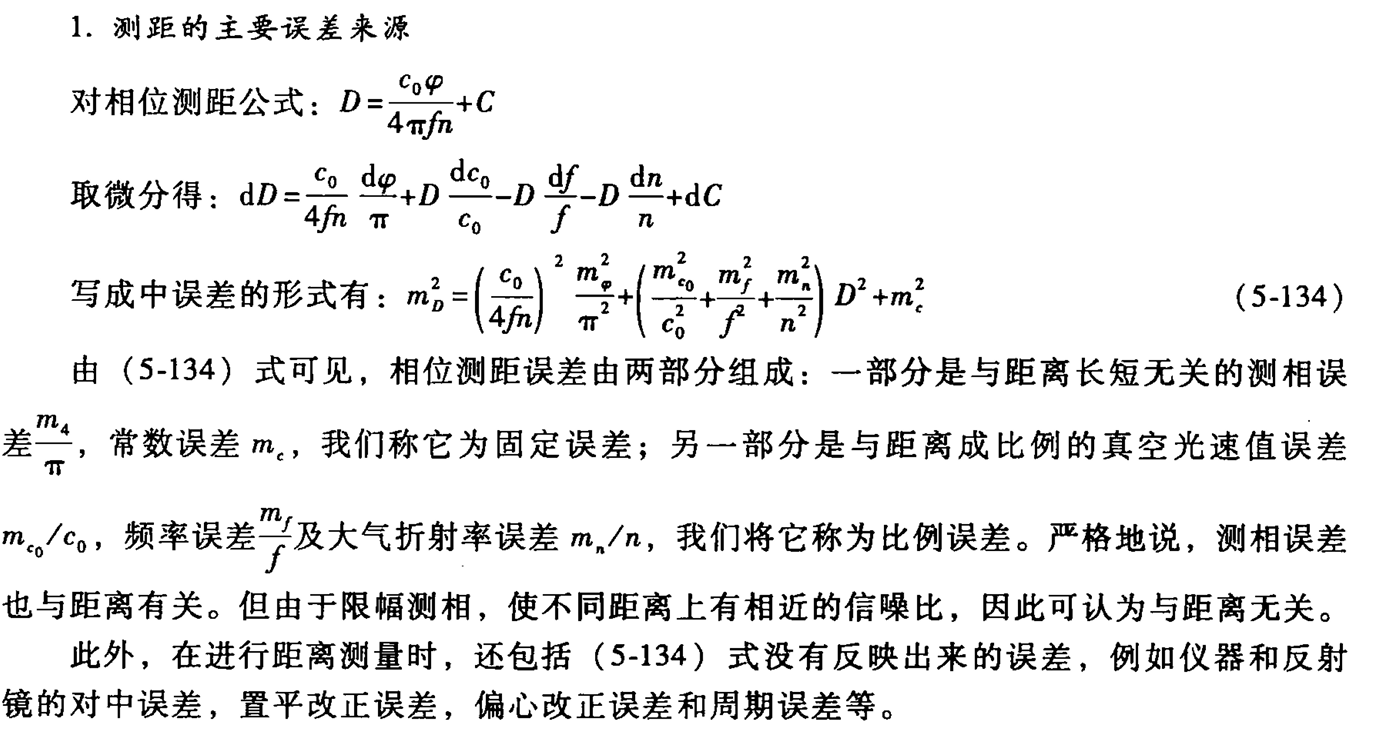 1. 测距的主要误差来源
对相位测距公式：D=\frac{c_0φ}{4πfn}+C
取微分得：dD=\frac{c_0}{4fn}\frac{dφ}{π}+D\frac{dc_0}{c_0}-D\frac{df}{f}-D\frac{dn}{n}+dC
写成中误差的形式有：m_D^2=\left(\frac{c_0}{4fn}\right)^2\frac{m_φ^2}{π^2}+\left(\frac{m_{c_0}^2}{c_0^2}+\frac{m_f^2}{f^2}+\frac{m_n^2}{n^2}\right)D^2+m_c^2 （5-134）
由（5-134）式可见，相位测距误差由两部分组成：一部分是与距离长短无关的测相误
差\frac{m_4}{π}，常数误差 m_c，我们称它为固定误差；另一部分是与距离成比例的真空光速值误差
m_{c_0}/c_0，频率误差\frac{m_f}{f}及大气折射率误差 m_n/n，我们将它称为比例误差。严格地说，测相误差
也与距离有关。但由于限幅测相，使不同距离上有相近的信噪比，因此可认为与距离无关。
此外，在进行距离测量时，还包括（5-134）式没有反映出来的误差，例如仪器和反射
镜的对中误差，置平改正误差，偏心改正误差和周期误差等。